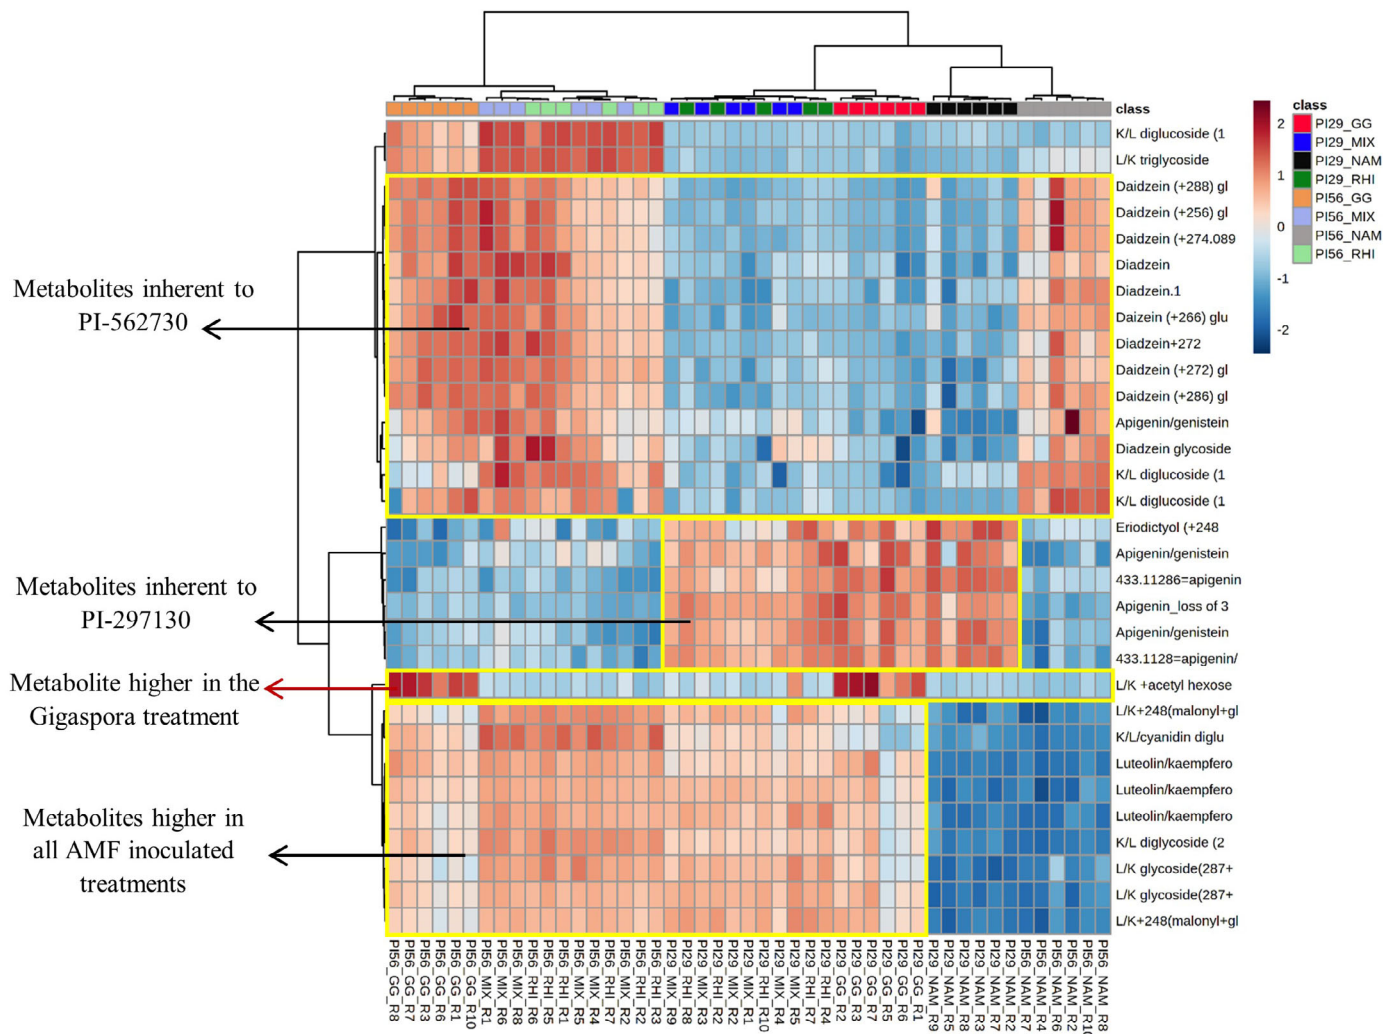 class
K/L diglucoside (1
L/K triglycoside
Daidzein (+288) gl
Daidzein (+256) gl
Daidzein (+274.089
Diadzein
Diadzein.1
Daizein (+266) glu
Diadzein+272
Daidzein (+272) gl
Daidzein (+286) gl
Apigenin/genistein
Diadzein glycoside
K/L diglucoside (1
K/L diglucoside (1
Eriodictyol (+248
Apigenin/genistein
433.11286=apigenin
Apigenin_loss of 3
Apigenin/genistein
433.1128=apigenin/
L/K +acetyl hexose
L/K+248(malonyl+gl
K/L/cyanidin diglu
Luteolin/kaempfero
Luteolin/kaempfero
Luteolin/kaempfero
K/L diglycoside (2
L/K glycoside(287+
L/K glycoside(287+
L/K+248(malonyl+gl
2
1
0
-1
-2
class
PI29_GG
PI29_MIX
PI29_NAM
PI29_RHI
PI56_GG
PI56_MIX
PI56_NAM
PI56_RHI
Metabolites inherent to
PI-562730
Metabolites inherent to
PI-297130
Metabolite higher in the
Gigaspora treatment
Metabolites higher in
all AMF inoculated
treatments
PI56_GG_R8
PI56_GG_R7
PI56_GG_R3
PI56_GG_R6
PI56_GG_R1
PI56_GG_R10
PI56_MIX_R1
PI56_MIX_R6
PI56_MIX_R8
PI56_RHI_R6
PI56_RHI_R5
PI56_RHI_R1
PI56_MIX_R5
PI56_MIX_R4
PI56_RHI_R7
PI56_MIX_R2
PI56_RHI_R2
PI56_RHI_R3
PI29_MIX_R9
PI29_RHI_R8
PI29_MIX_R3
PI29_RHI_R2
PI29_MIX_R2
PI29_MIX_R1
PI29_RHI_R10
PI29_MIX_R4
PI29_MIX_R5
PI29_RHI_R7
PI29_RHI_R4
PI29_GG_R2
PI29_GG_R3
PI29_GG_R7
PI29_GG_R5
PI29_GG_R6
PI29_GG_R1
PI29_NAM_R9
PI29_NAM_R5
PI29_NAM_R8
PI29_NAM_R3
PI29_NAM_R7
PI29_NAM_R2
PI56_NAM_R7
PI56_NAM_R4
PI56_NAM_R6
PI56_NAM_R2
PI56_NAM_R10
PI56_NAM_R8